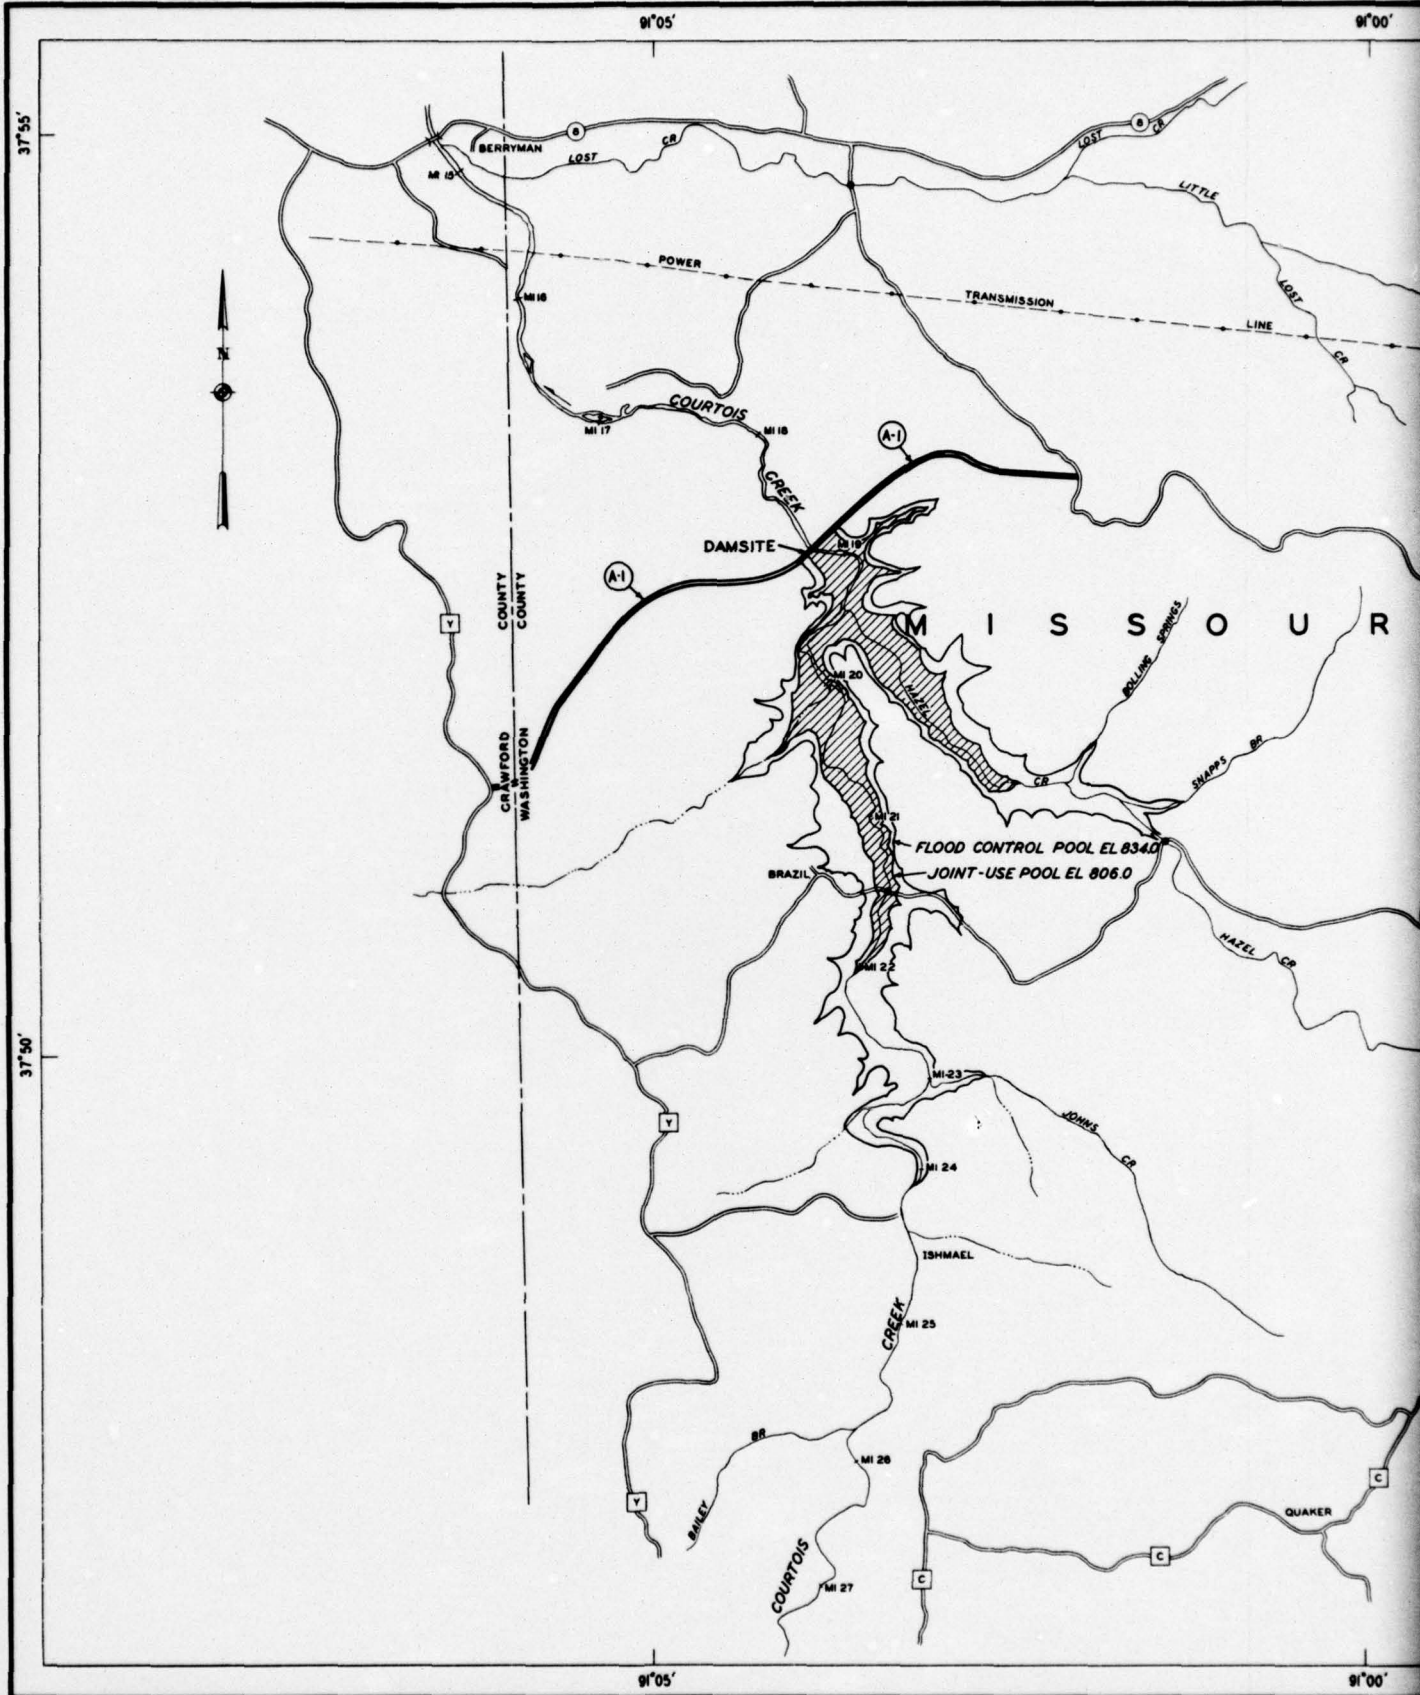 91°05'
91°00'
37°55'
8
8
BERRYMAN
LOST
CR
LOST
CR
MI 15
LITTLE
POWER
TRANSMISSION
LINE
LOST
CR
MI 16
N
COURTOIS
MI 17
MI 18
A-1
CREEK
DAMSITE
MI 19
A-1
COUNTY
COUNTY
Y
MISSOUR
BOLLING SPRINGS
MI 20
HAZEL
CR
SNAPPS BR
CRAWFORD
WASHINGTON
MI 21
FLOOD CONTROL POOL EL 834.0
JOINT-USE POOL EL 806.0
BRAZIL
HAZEL CR
MI 22
37°50'
MI-23
Y
JOHNS
CR
MI 24
ISHMAEL
CREEK
MI 25
BR
MI 26
BAILEY
Y
C
QUAKER
C
C
COURTOIS
MI 27
91°05'
91°00'